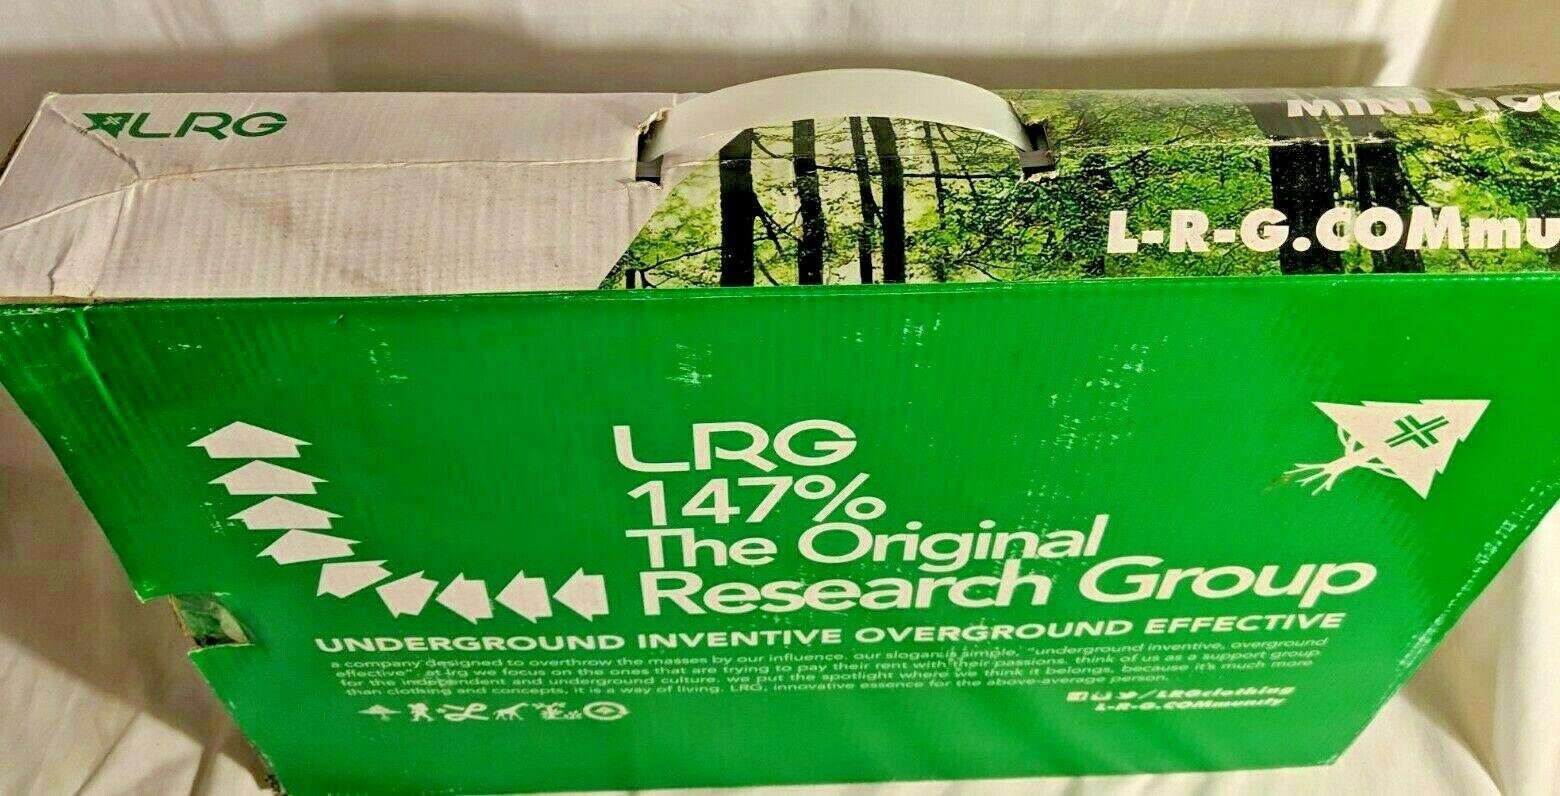 LRG
MINI
L-R-G.COMmu
LRG
147%
The Original
Research Group
UNDERGROUND INVENTIVE OVERGROUND EFFECTIVE
a company designed to overthrow the masses by our influence. our slogan is simple, "underground inventive, overground
effective". at lrg we focus on the ones that are trying to pay their rent with their passions. think of us as a support group
for the independent and underground culture. we put the spotlight where we think it belongs, because it's much more
than clothing and concepts, it is a way of living. LRG, innovative essence for the above-average person.
/LRGclothing
L-R-G.COMmunity